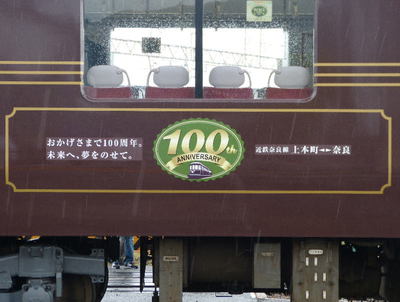 おかげさまで100周年。
未来へ、夢をのせて。
100th
ANNIVERSARY
近鉄奈良線 上本町↔奈良